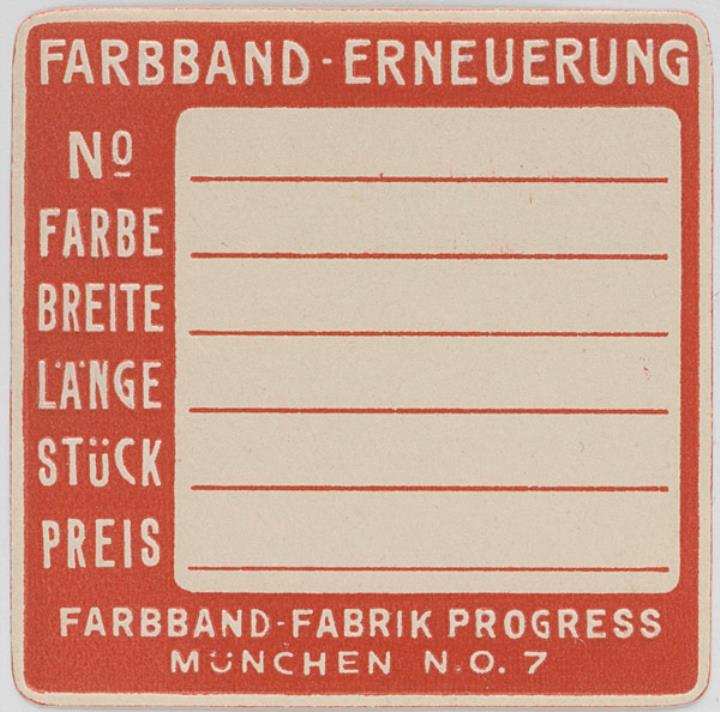 FARBBAND-ERNEUERUNG
Nº
FARBE
BREITE
LÄNGE
STüCK
PREIS
FARBBAND-FABRIK PROGRESS
MÜNCHEN N.O. 7